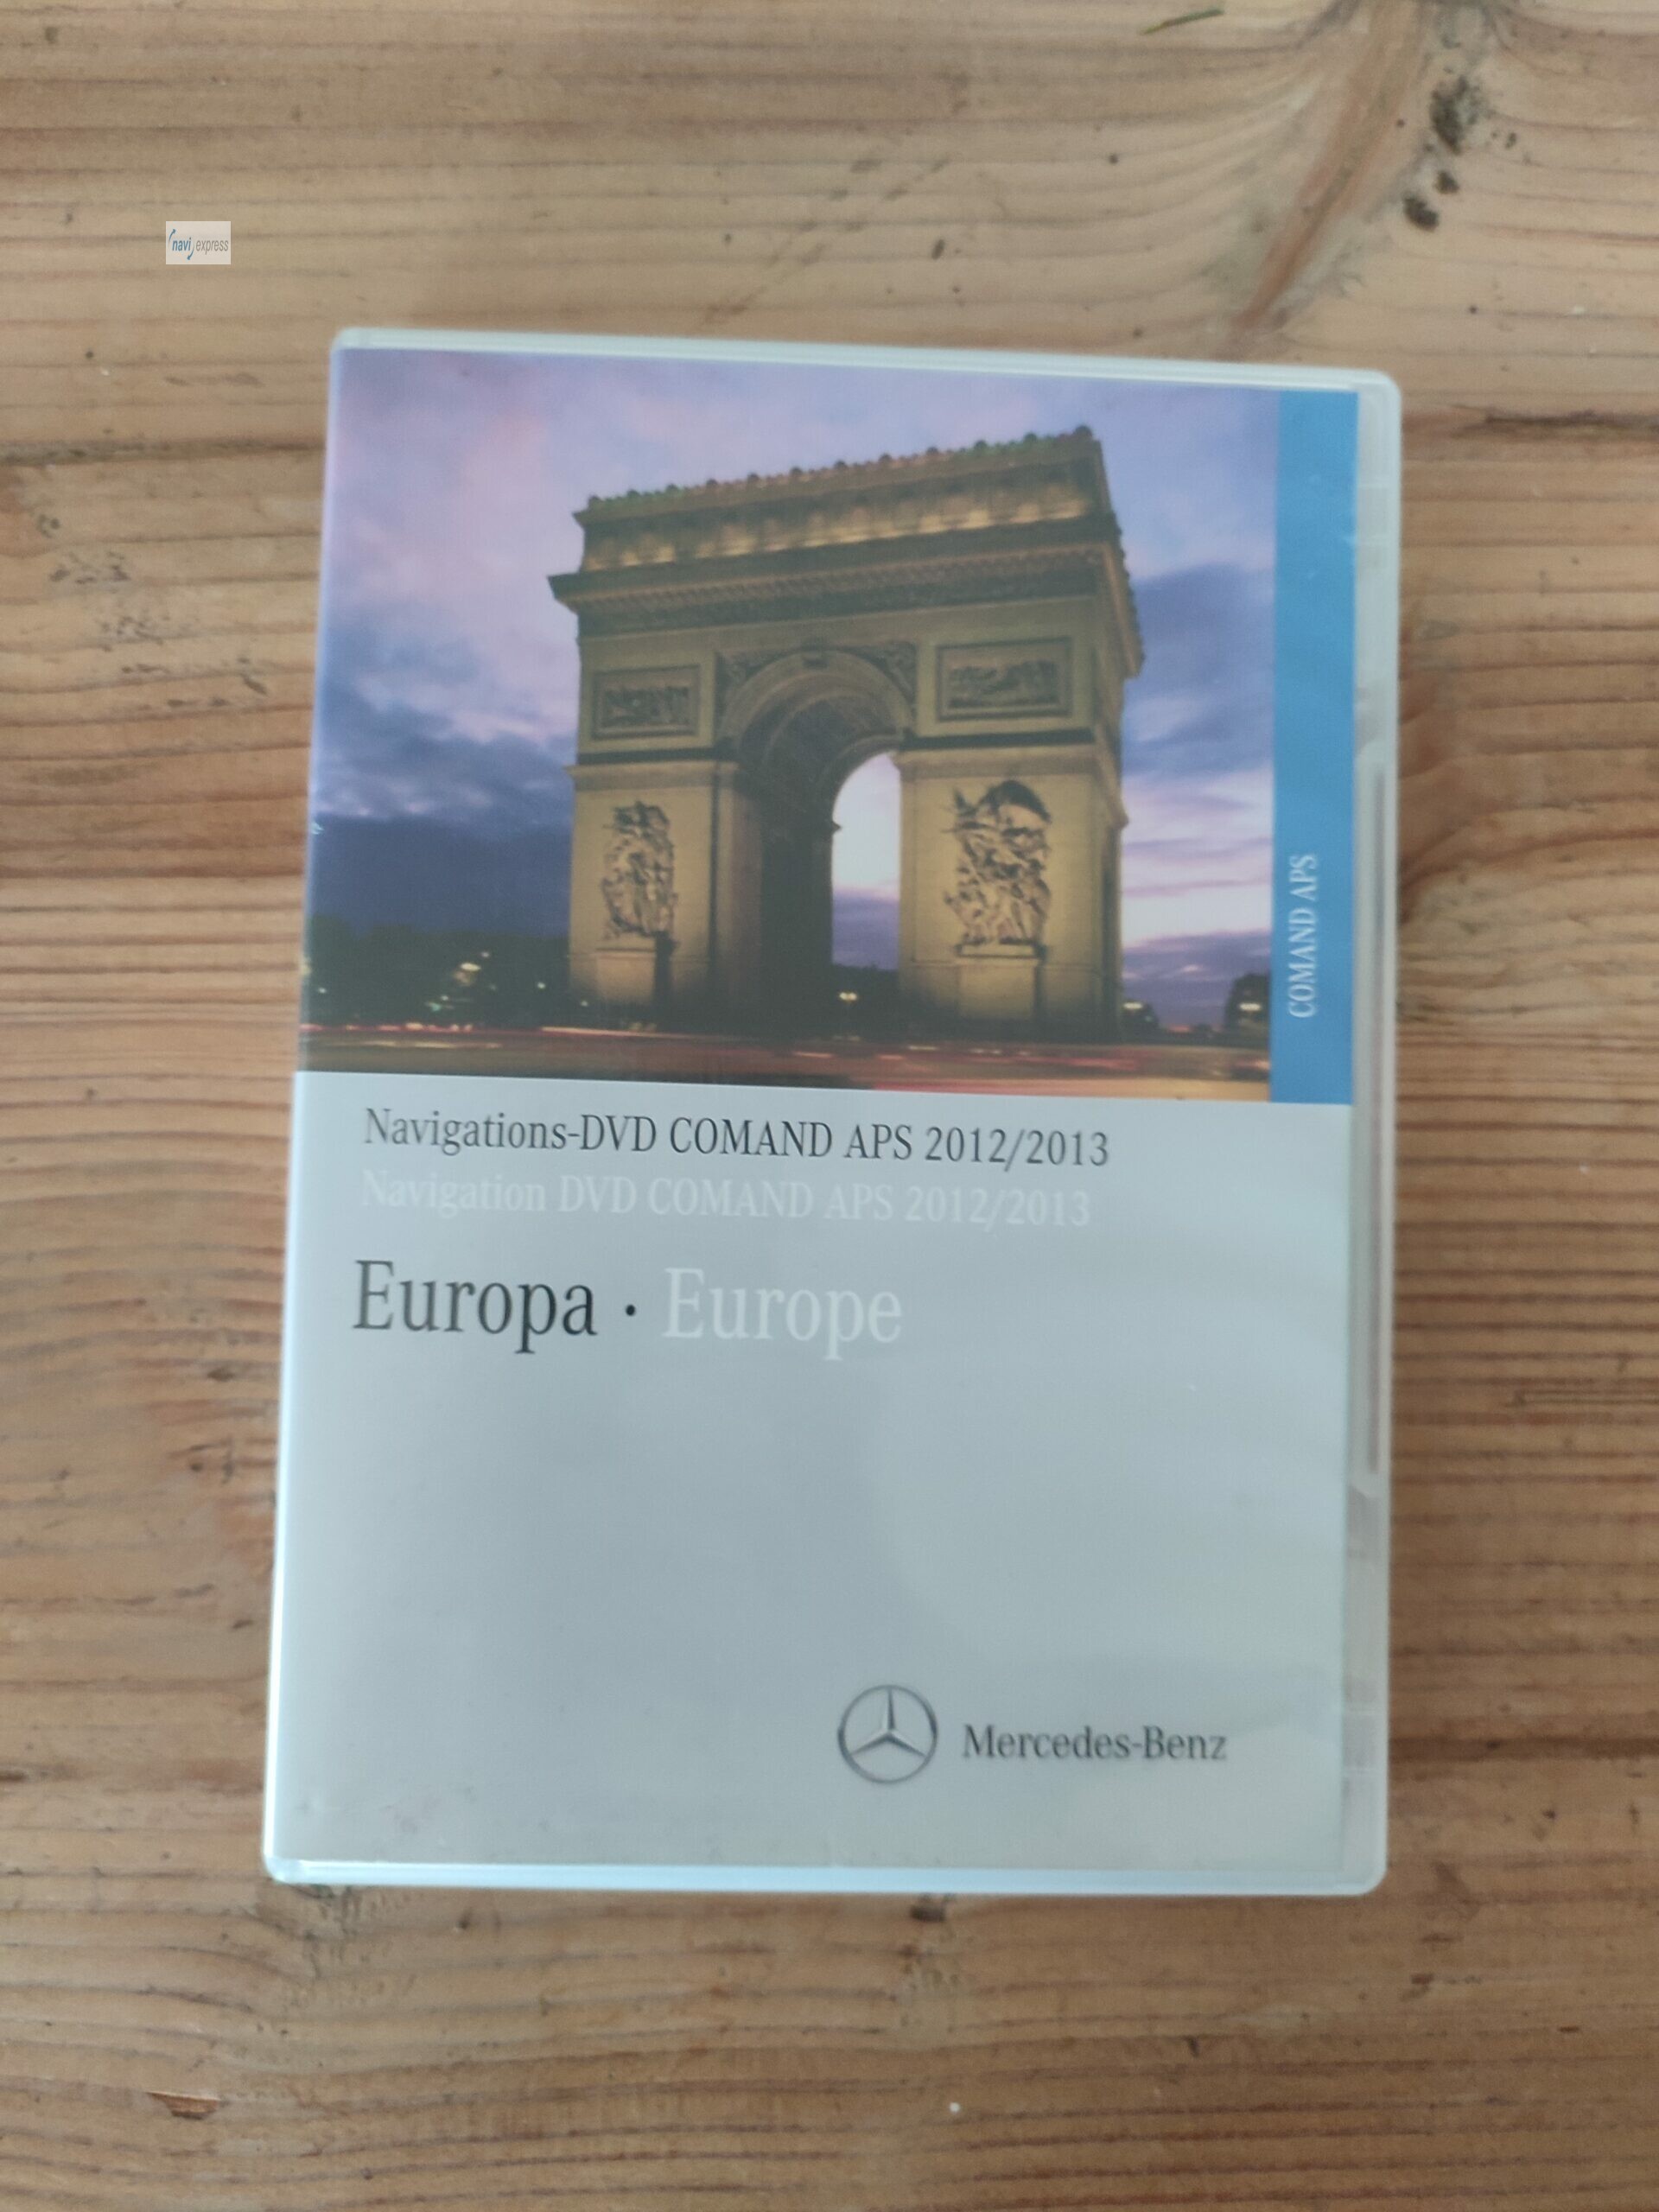 navi express
COMAND APS
Navigations-DVD COMAND APS 2012/2013
Navigation DVD COMAND APS 2012/2013
Europa · Europe
Mercedes-Benz